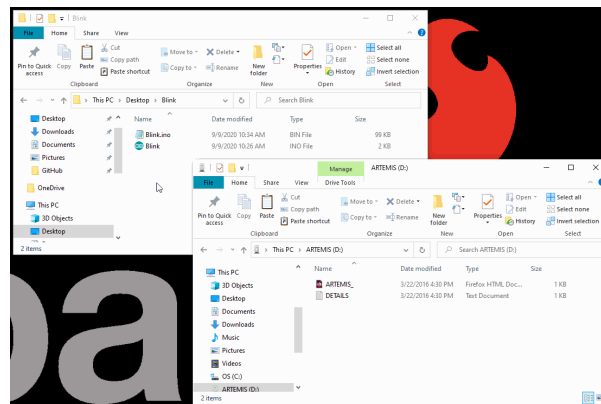 Blink
File Home Share View
Pin to Quick access
Copy
Paste
Cut
Copy path
Paste shortcut
Move to
Copy to
Delete
Rename
New folder
Properties
Open
Edit
History
Select all
Select none
Invert selection
Clipboard Organize New Open Select
This PC > Desktop > Blink
Search Blink
Name Date modified Type Size
Desktop
Downloads
Documents
Pictures
GitHub
OneDrive
This PC
3D Objects
Desktop
Blink.ino 9/9/2020 10:34 AM BIN File 99 KB
Blink 9/9/2020 10:26 AM INO File 2 KB
2 items
Manage ARTEMIS (D:)
File Home Share View Drive Tools
Pin to Quick access
Copy
Paste
Cut
Copy path
Paste shortcut
Move to
Copy to
Delete
Rename
New folder
Properties
Open
Edit
History
Select all
Select none
Invert selection
Clipboard Organize New Open Select
This PC > ARTEMIS (D:)
Search ARTEMIS (D:)
Name Date modified Type Size
This PC
3D Objects
Desktop
Documents
Downloads
Music
Pictures
Videos
OS (C:)
ARTEMIS (D:)
ARTEMIS_ 3/22/2016 4:30 PM Firefox HTML Doc... 1 KB
DETAILS 3/22/2016 4:30 PM Text Document 1 KB
2 items
pa